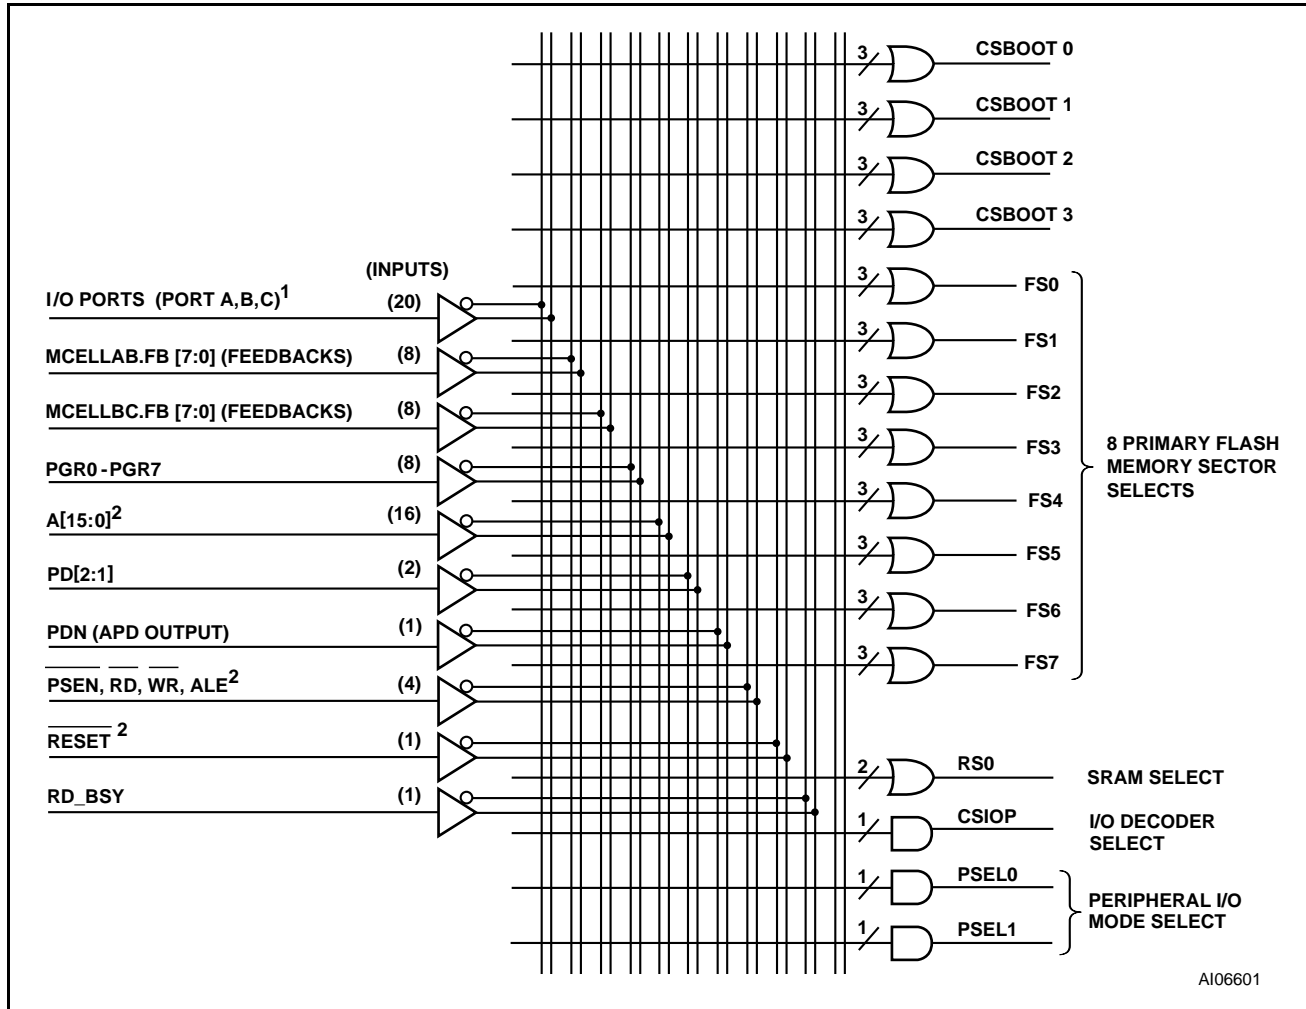 3 CSBOOT 0
3 CSBOOT 1
3 CSBOOT 2
3 CSBOOT 3
(INPUTS)
I/O PORTS (PORT A,B,C)1 (20)
MCELLAB.FB [7:0] (FEEDBACKS) (8)
MCELLBC.FB [7:0] (FEEDBACKS) (8)
PGR0 - PGR7 (8)
A[15:0]2 (16)
PD[2:1] (2)
PDN (APD OUTPUT) (1)
PSEN, RD, WR, ALE2 (4)
RESET 2 (1)
RD_BSY (1)
3 FS0
3 FS1
3 FS2
3 FS3
3 FS4
3 FS5
3 FS6
3 FS7
8 PRIMARY FLASH
MEMORY SECTOR
SELECTS
2 RS0
SRAM SELECT
1 CSIOP
I/O DECODER
SELECT
1 PSEL0
1 PSEL1
PERIPHERAL I/O
MODE SELECT
AI06601